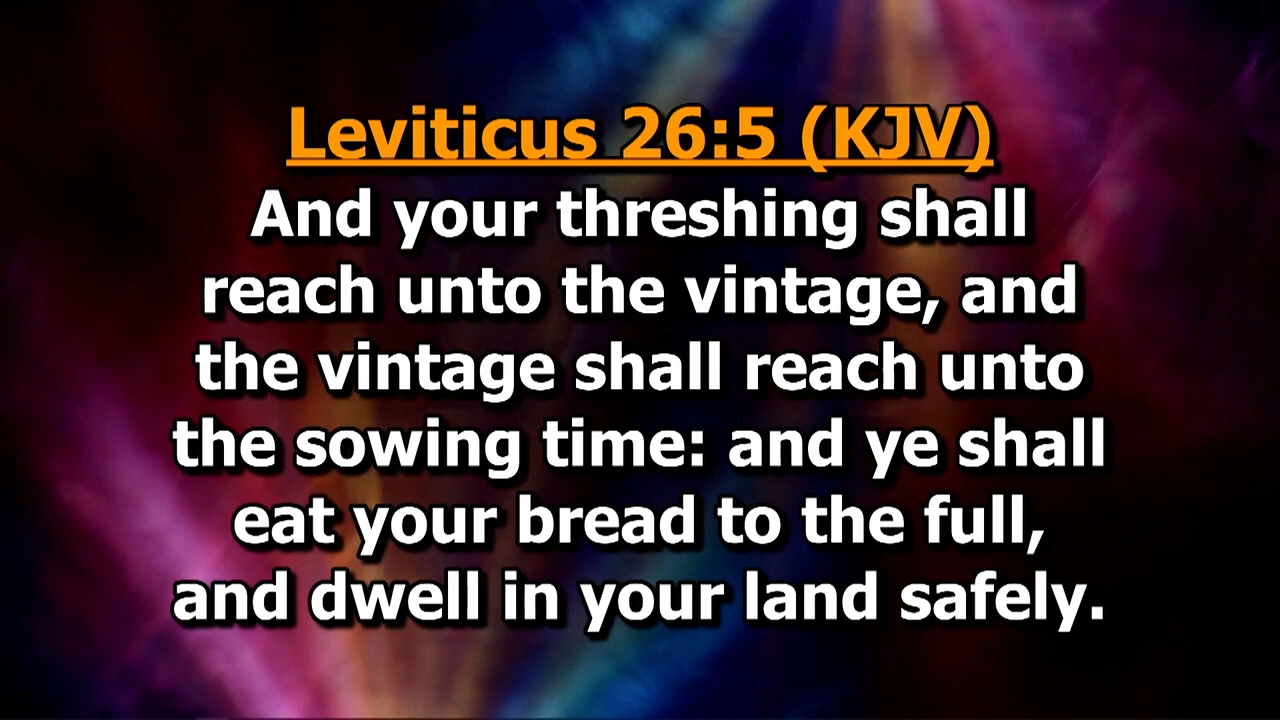 Leviticus 26:5 (KJV)
And your threshing shall
reach unto the vintage, and
the vintage shall reach unto
the sowing time: and ye shall
eat your bread to the full,
and dwell in your land safely.